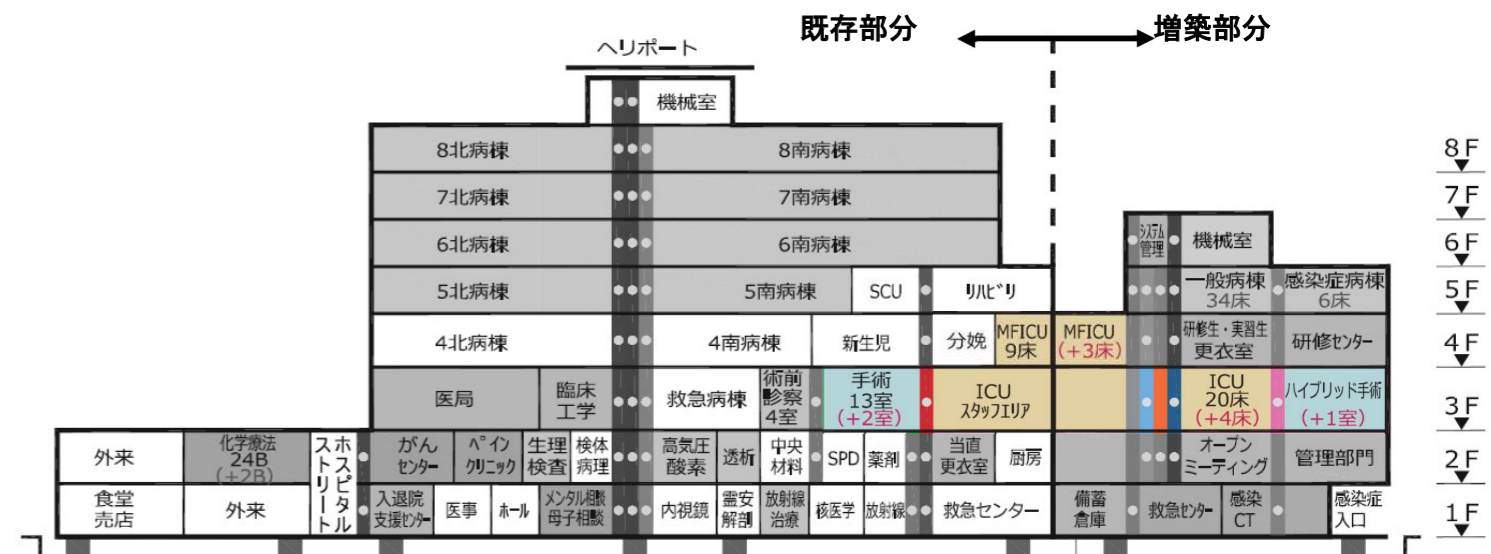 既存部分
増築部分
ヘリポート
機械室
8北病棟
8南病棟
8F
7北病棟
7南病棟
7F
6北病棟
6南病棟
システム
管理
機械室
6F
5北病棟
5南病棟
SCU
リハビリ
一般病棟
34床
感染症病棟
6床
5F
4北病棟
4南病棟
新生児
分娩
MFICU
9床
MFICU
(+3床)
研修生・実習生
更衣室
研修センター
4F
医局
臨床
工学
救急病棟
術前
診察
4室
手術
13室
(+2室)
ICU
スタッフエリア
ICU
20床
(+4床)
ハイブリッド手術
(+1室)
3F
外来
化学療法
24B
(+2B)
ホスピタル
ストリート
がん
センター
ペイン
クリニック
生理
検査
検体
病理
高気圧
酸素
透析
中央
材料
SPD
薬剤
当直
更衣室
厨房
オープン
ミーティング
管理部門
2F
食堂
売店
外来
入退院
支援センター
医事
ホール
メンタル相談
母子相談
内視鏡
霊安
解剖
放射線
治療
核医学
放射線
救急センター
備蓄
倉庫
救急センター
感染
CT
感染症
入口
1F